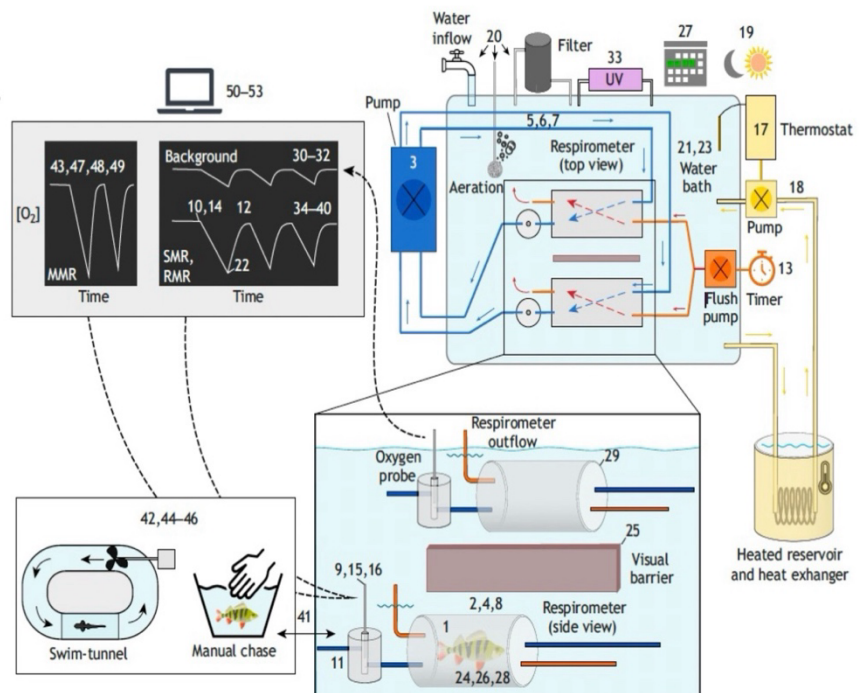 Water
inflow
20
Filter
33
UV
27
19
50–53
Pump
3
5,6,7
Aeration
Respirometer
(top view)
21,23
Water
bath
17
Thermostat
18
Pump
13
Flush
pump
Timer
[O₂]
43,47,48,49
MMR
Time
Background
30–32
10,14
12
34–40
22
SMR,
RMR
Time
Respirometer
outflow
Oxygen
probe
29
25
Visual
barrier
Heated reservoir
and heat exhanger
42,44–46
Swim-tunnel
Manual chase
41
9,15,16
11
2,4,8
Respirometer
(side view)
1
24,26,28